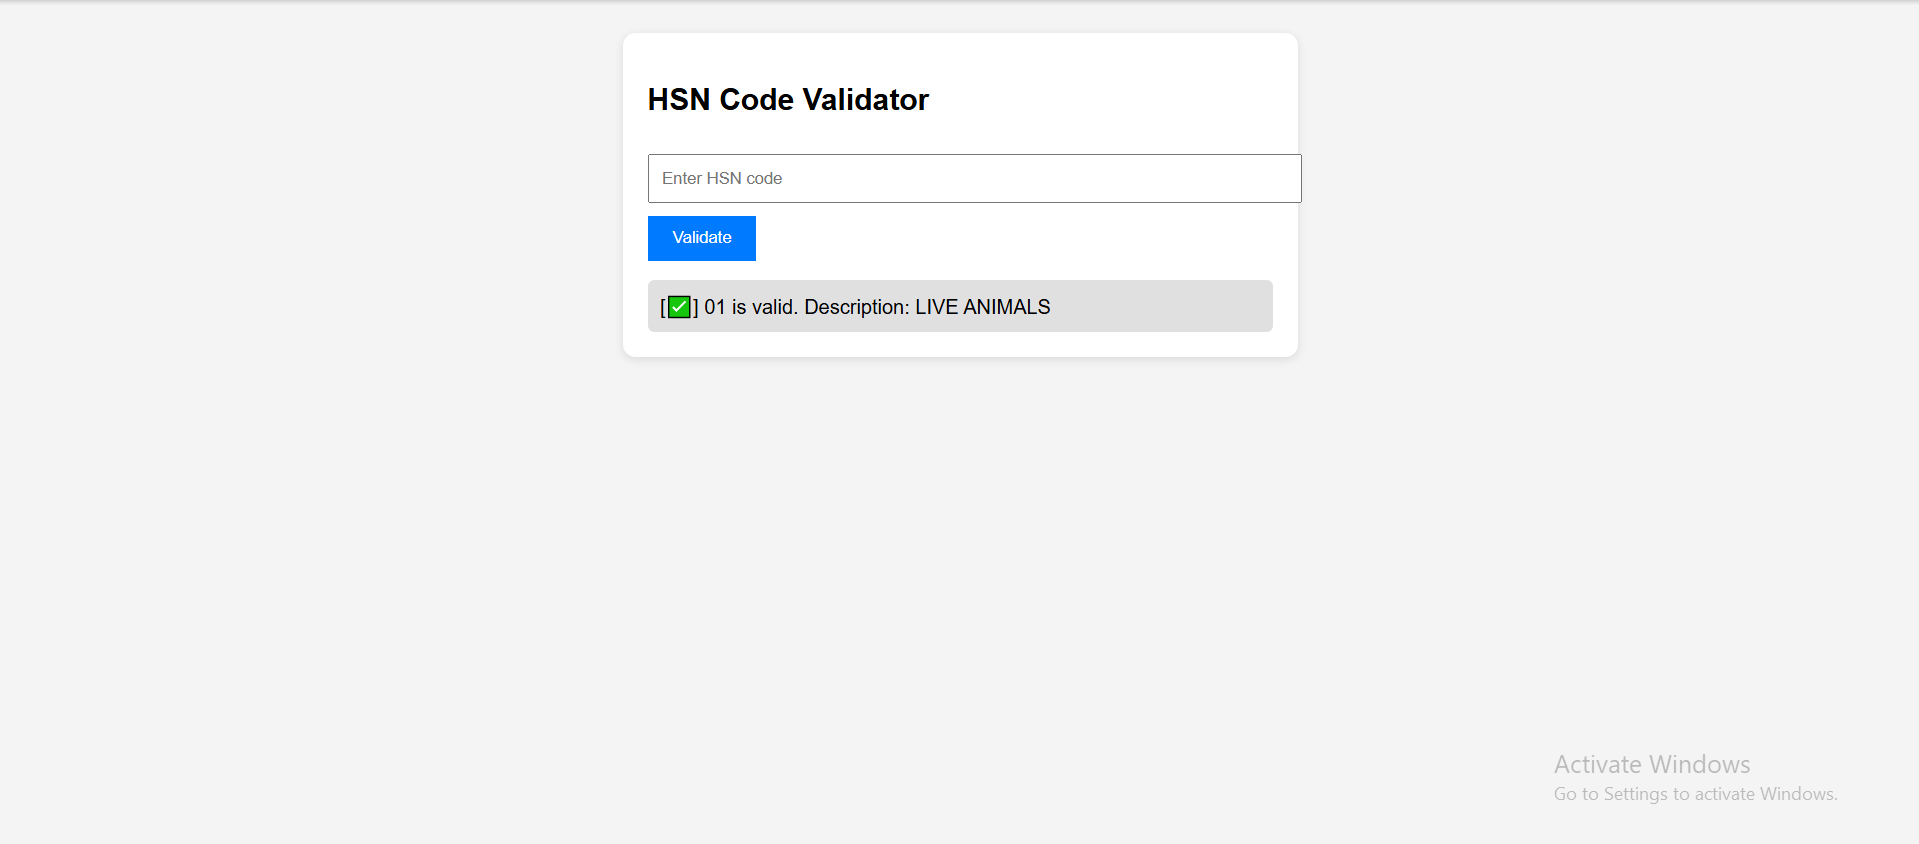 HSN Code Validator
Enter HSN code
Validate
[✅] 01 is valid. Description: LIVE ANIMALS
Activate Windows
Go to Settings to activate Windows.